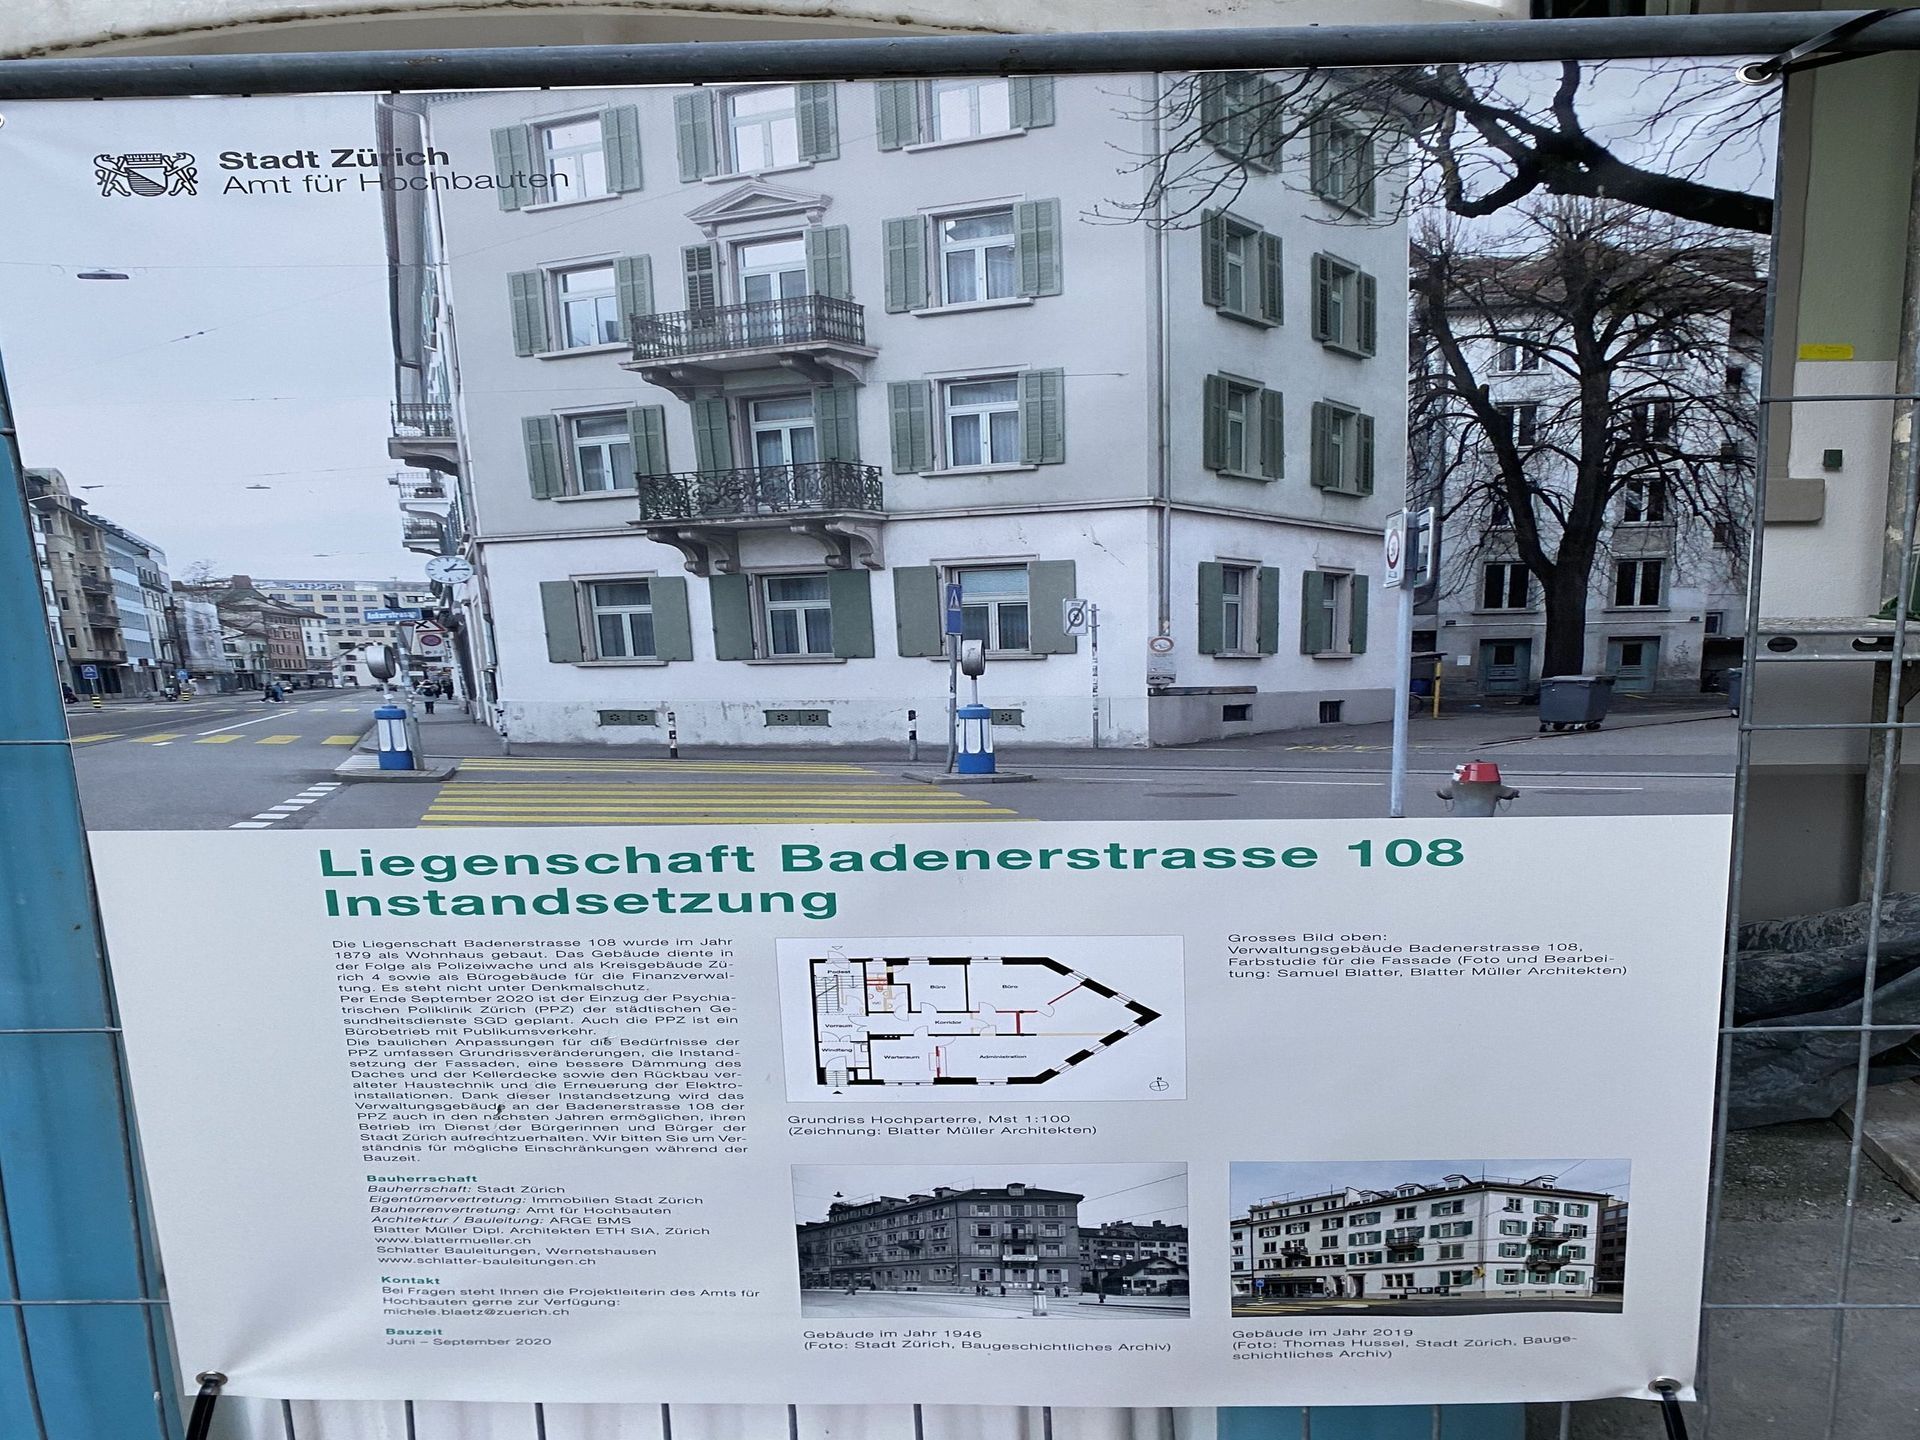 Stadt Zürich
Amt für Hochbauten
Liegenschaft Badenerstrasse 108
Instandsetzung
Die Liegenschaft Badenerstrasse 108 wurde im Jahr
1879 als Wohnhaus gebaut. Das Gebäude diente in
der Folge als Polizeiwache und als Kreisgebäude Zü-
rich 4 sowie als Bürogebäude für die Finanzverwal-
tung. Es steht nicht unter Denkmalschutz.
Per Ende September 2020 ist der Einzug der Psychia-
trischen Poliklinik Zürich (PPZ) der städtischen Ge-
sundheitsdienste SGD geplant. Auch die PPZ ist ein
Bürobetrieb mit Publikumsverkehr.
Die baulichen Anpassungen für die Bedürfnisse der
PPZ umfassen Grundrissveränderungen, die Instand-
setzung der Fassaden, eine bessere Dämmung des
Daches und der Kellerdecke sowie den Rückbau ver-
alteter Haustechnik und die Erneuerung der Elektro-
installationen. Dank dieser Instandsetzung wird das
Verwaltungsgebäude an der Badenerstrasse 108 der
PPZ auch in den nächsten Jahren ermöglichen, ihren
Betrieb im Dienst der Bürgerinnen und Bürger der
Stadt Zürich aufrechtzuerhalten. Wir bitten Sie um Ver-
ständnis für mögliche Einschränkungen während der
Bauzeit.
Bauherrschaft
Bauherrschaft: Stadt Zürich
Eigentümervertretung: Immobilien Stadt Zürich
Bauherrenvertretung: Amt für Hochbauten
Architektur / Bauleitung: ARGE BMS
Blatter Müller Dipl. Architekten ETH SIA, Zürich
www.blattermueller.ch
Schlatter Bauleitungen, Wernetshausen
www.schlatter-bauleitungen.ch
Kontakt
Bei Fragen steht Ihnen die Projektleiterin des Amts für
Hochbauten gerne zur Verfügung:
michele.blaetz@zuerich.ch
Bauzeit
Juni – September 2020
Podest
WC
Büro
Büro
Vorraum
Korridor
Windfang
Warteraum
Administration
N
Grundriss Hochparterre, Mst 1:100
(Zeichnung: Blatter Müller Architekten)
Grosses Bild oben:
Verwaltungsgebäude Badenerstrasse 108,
Farbstudie für die Fassade (Foto und Bearbei-
tung: Samuel Blatter, Blatter Müller Architekten)
Gebäude im Jahr 1946
(Foto: Stadt Zürich, Baugeschichtliches Archiv)
Gebäude im Jahr 2019
(Foto: Thomas Hussel, Stadt Zürich, Bauge-
schichtliches Archiv)